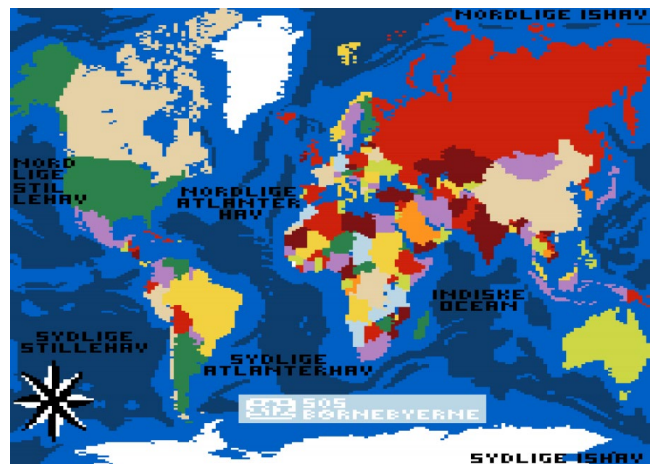 NORDLIGE ISHAV
NORD
LIGE
STIL
LEHAV
NORDLIGE
ATLANTER
HAV
INDISKE
OCEAN
SYDLIGE
STILLEHAV
SYDLIGE
ATLANTERHAV
SOS
BØRNEBYERNE
SYDLIGE ISHAV